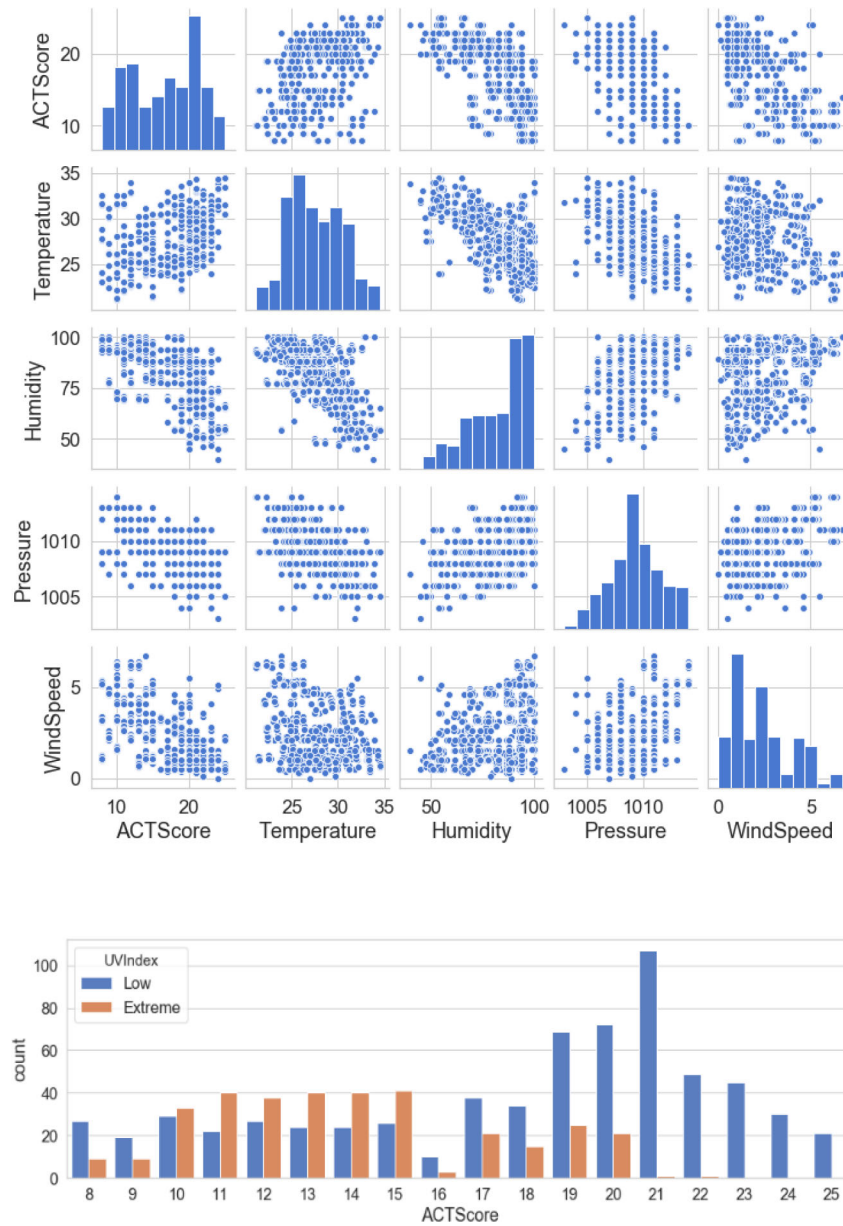 ACTScore
20
10
Temperature
35
30
25
Humidity
100
75
50
Pressure
1010
1005
WindSpeed
5
0
10 20 25 30 35 50 100 1005 1010 0 5
ACTScore Temperature Humidity Pressure WindSpeed
UVIndex
Low
Extreme
count
100
80
60
40
20
0
8 9 10 11 12 13 14 15 16 17 18 19 20 21 22 23 24 25
ACTScore